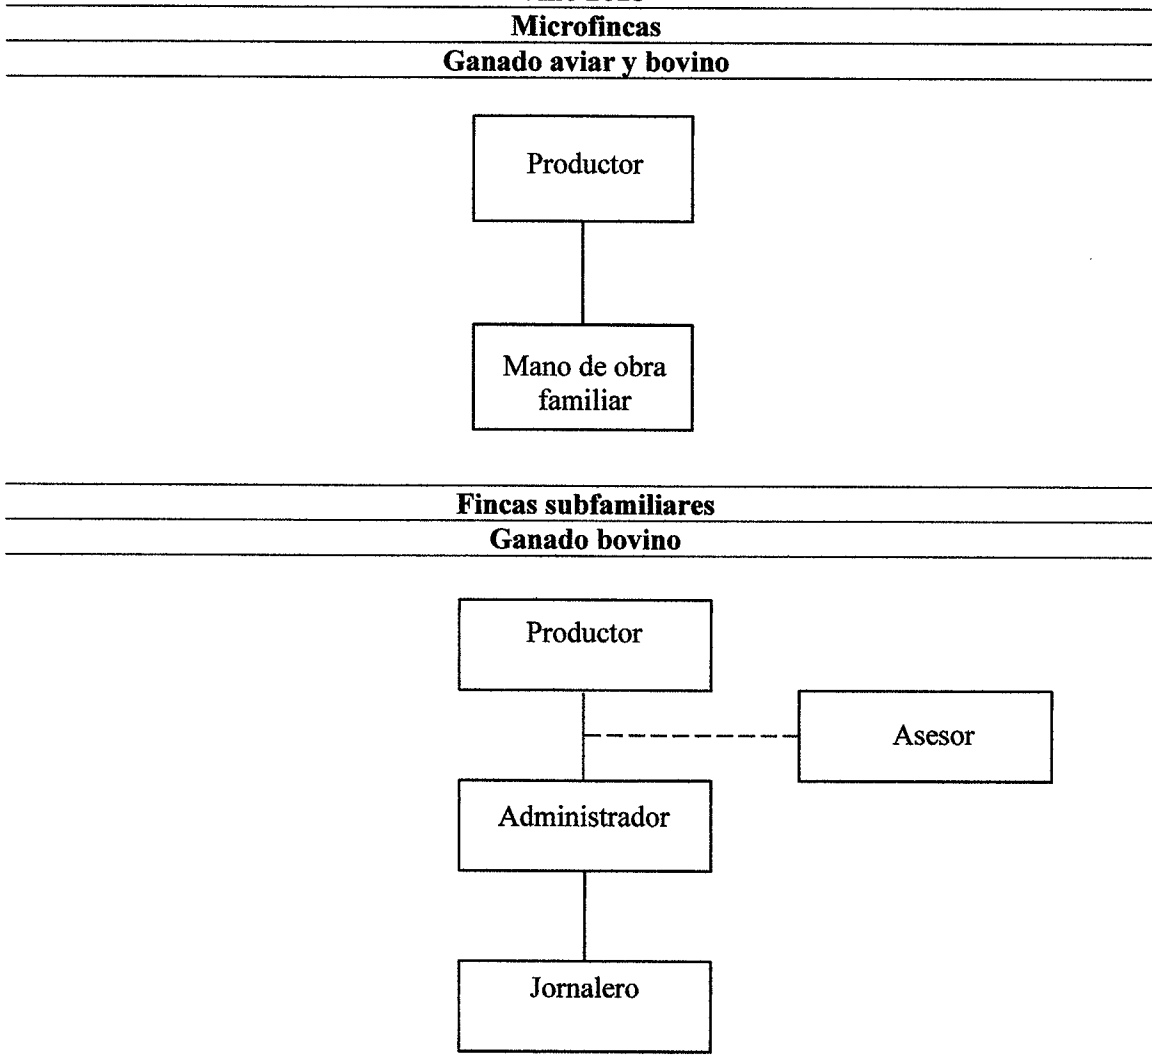 Microfincas
Ganado aviar y bovino
Productor
Mano de obra
familiar
Fincas subfamiliares
Ganado bovino
Productor
Asesor
Administrador
Jornalero